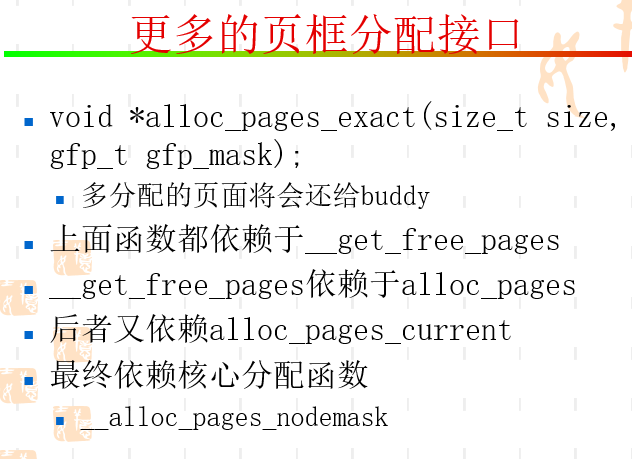 更多的页框分配接口
void *alloc_pages_exact(size_t size,
gfp_t gfp_mask);
多分配的页面将会还给buddy
上面函数都依赖于__get_free_pages
__get_free_pages依赖于alloc_pages
后者又依赖alloc_pages_current
最终依赖核心分配函数
__alloc_pages_nodemask